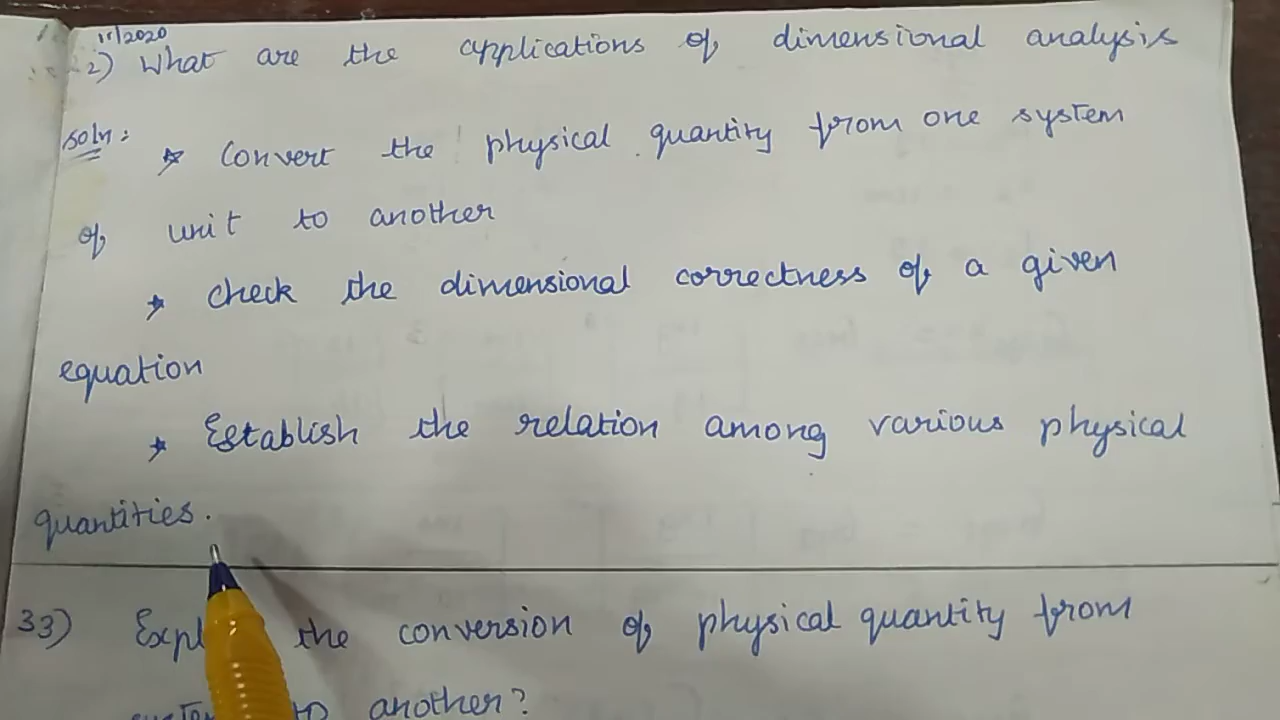 11/2020
2) What are the applications of dimensional analysis
Soln:
* Convert the physical quantity from one system
of unit to another
* check the dimensional correctness of a given
equation
* Establish the relation among various physical
quantities.
33) the conversion of physical quantity from
to another?